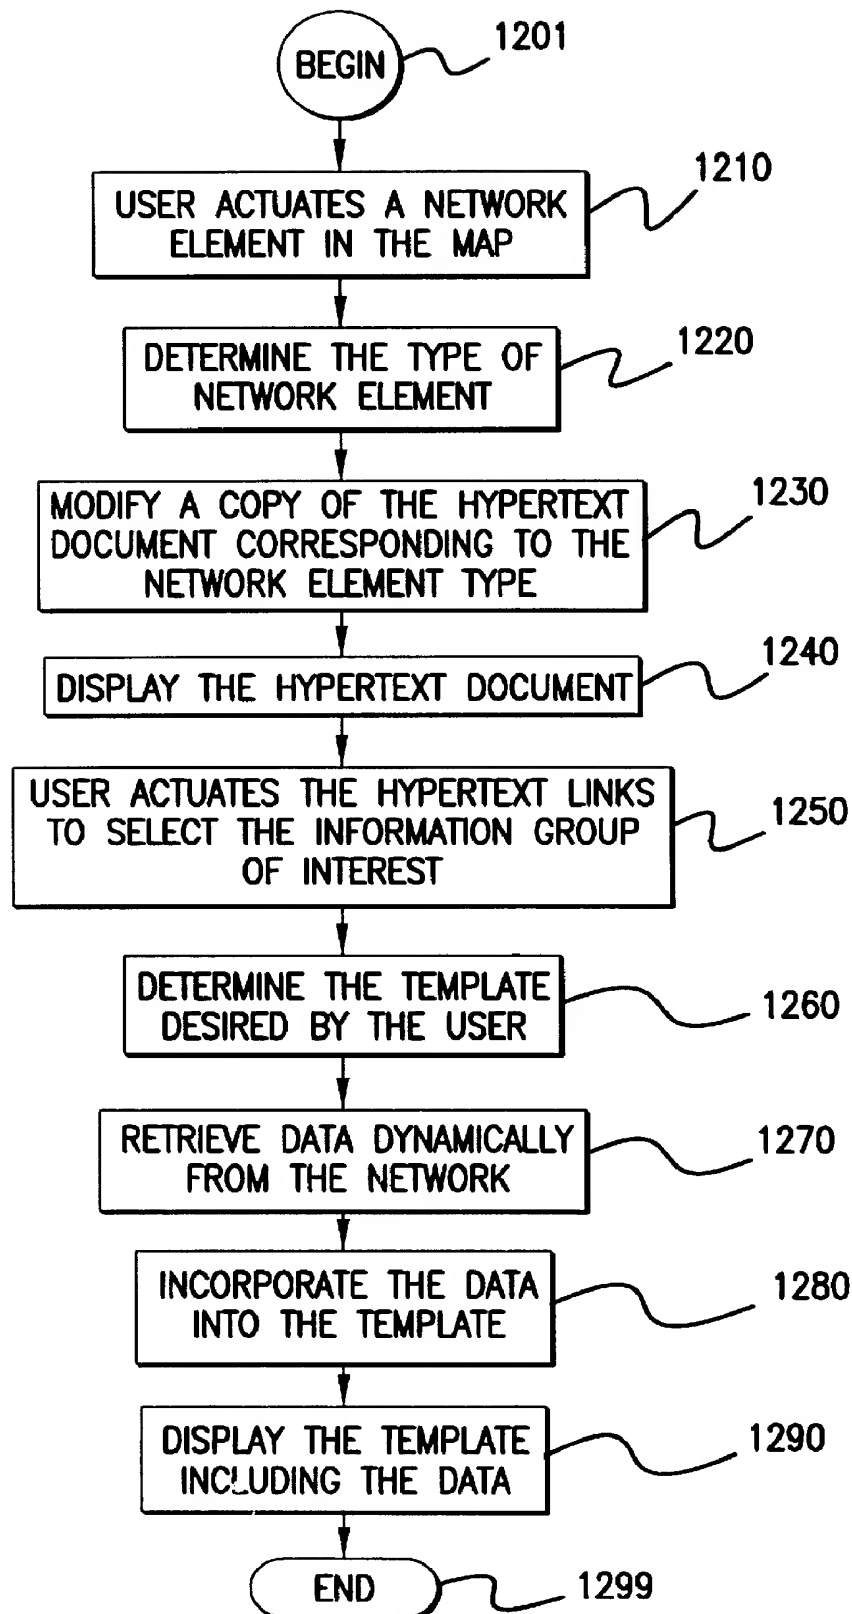 BEGIN
1201
USER ACTUATES A NETWORK
ELEMENT IN THE MAP
1210
DETERMINE THE TYPE OF
NETWORK ELEMENT
1220
MODIFY A COPY OF THE HYPERTEXT
DOCUMENT CORRESPONDING TO THE
NETWORK ELEMENT TYPE
1230
DISPLAY THE HYPERTEXT DOCUMENT
1240
USER ACTUATES THE HYPERTEXT LINKS
TO SELECT THE INFORMATION GROUP
OF INTEREST
1250
DETERMINE THE TEMPLATE
DESIRED BY THE USER
1260
RETRIEVE DATA DYNAMICALLY
FROM THE NETWORK
1270
INCORPORATE THE DATA
INTO THE TEMPLATE
1280
DISPLAY THE TEMPLATE
INCLUDING THE DATA
1290
END
1299